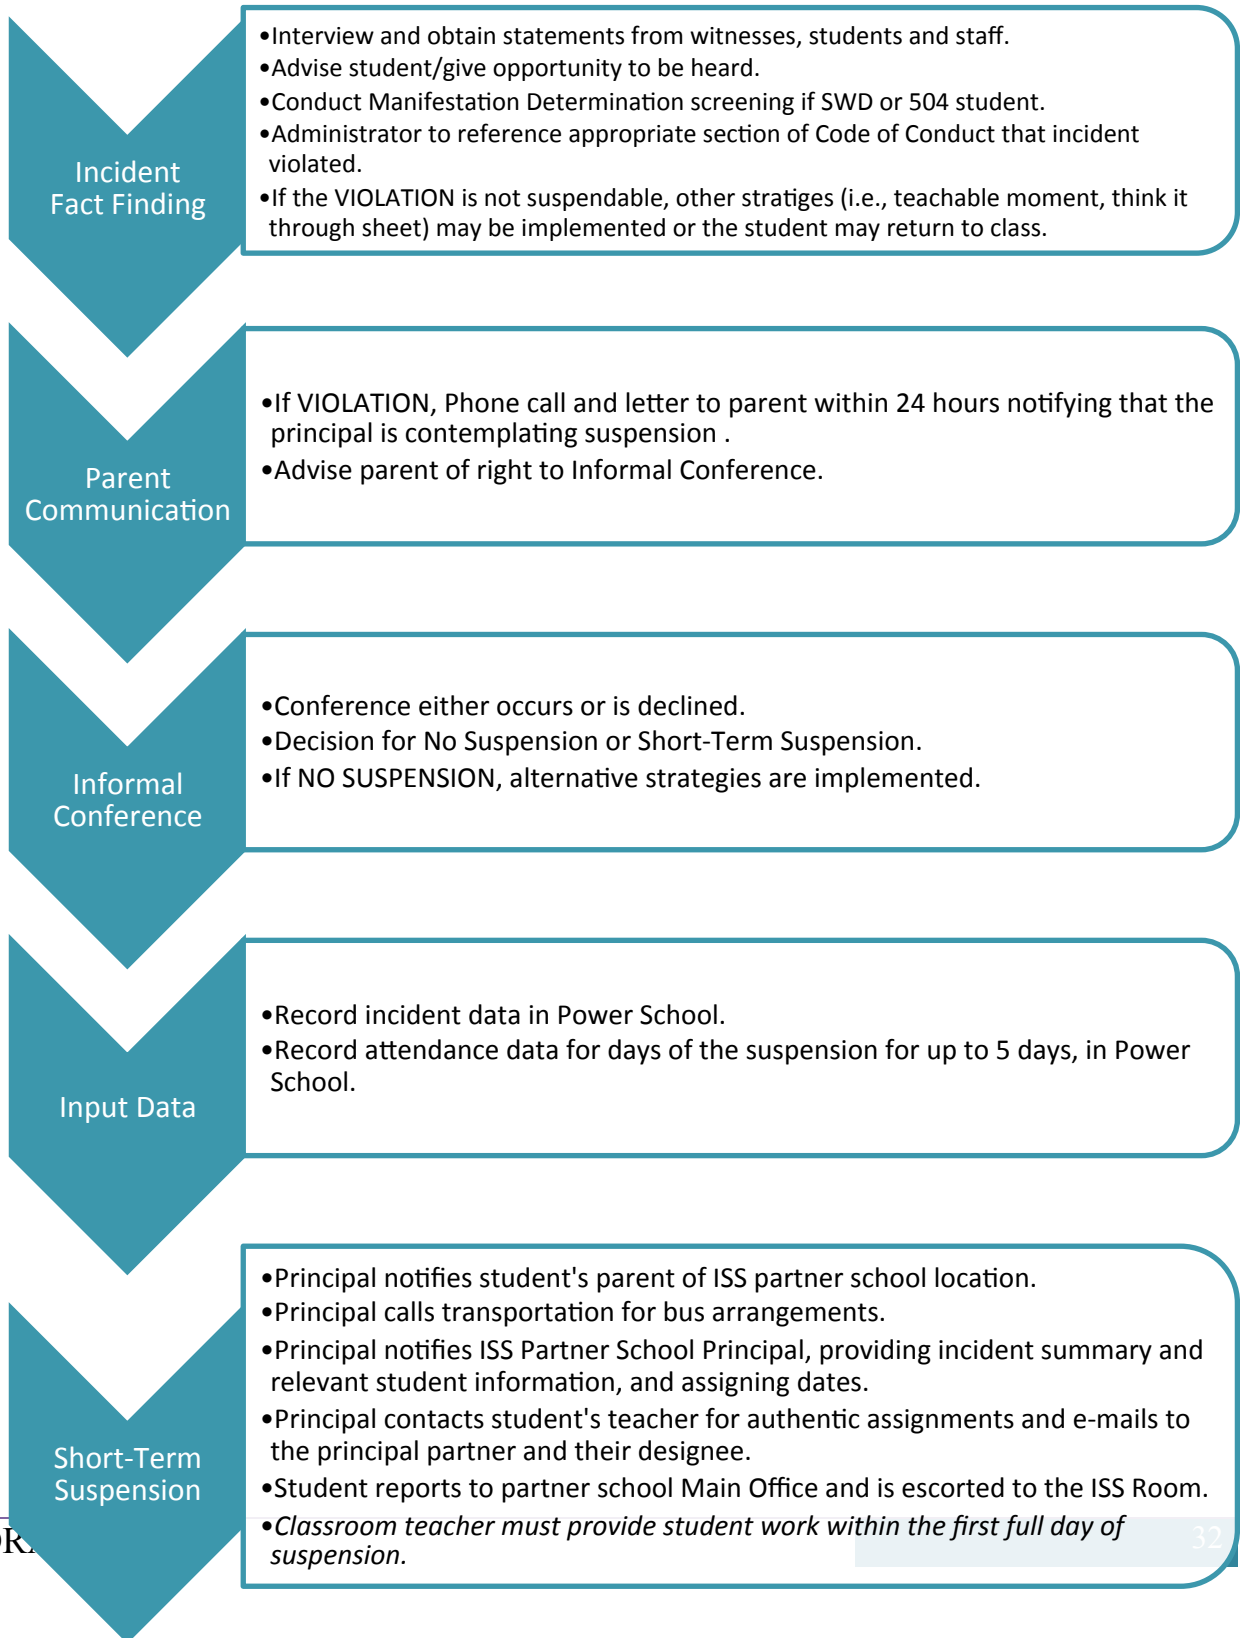 Incident
Fact Finding
•Interview and obtain statements from witnesses, students and staff.
•Advise student/give opportunity to be heard.
•Conduct Manifestation Determination screening if SWD or 504 student.
•Administrator to reference appropriate section of Code of Conduct that incident
violated.
•If the VIOLATION is not suspendable, other stratiges (i.e., teachable moment, think it
through sheet) may be implemented or the student may return to class.
Parent
Communication
•If VIOLATION, Phone call and letter to parent within 24 hours notifying that the
principal is contemplating suspension .
•Advise parent of right to Informal Conference.
Informal
Conference
•Conference either occurs or is declined.
•Decision for No Suspension or Short-Term Suspension.
•If NO SUSPENSION, alternative strategies are implemented.
Input Data
•Record incident data in Power School.
•Record attendance data for days of the suspension for up to 5 days, in Power
School.
Short-Term
Suspension
•Principal notifies student's parent of ISS partner school location.
•Principal calls transportation for bus arrangements.
•Principal notifies ISS Partner School Principal, providing incident summary and
relevant student information, and assigning dates.
•Principal contacts student's teacher for authentic assignments and e-mails to
the principal partner and their designee.
•Student reports to partner school Main Office and is escorted to the ISS Room.
•Classroom teacher must provide student work within the first full day of
suspension.
32